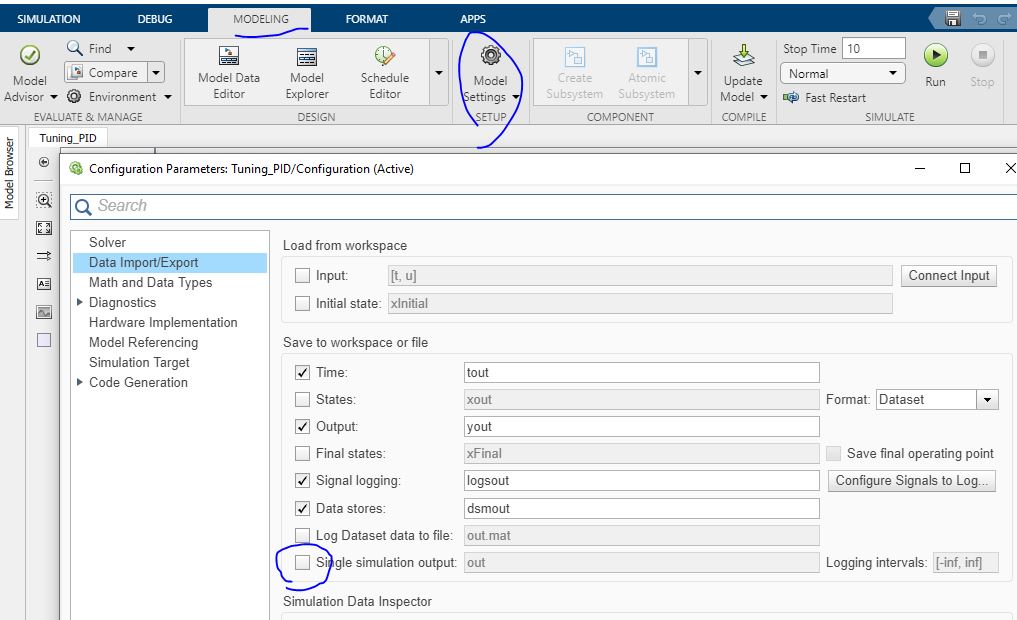 SIMULATION DEBUG MODELING FORMAT APPS
Find
Compare
Environment
Model
Advisor
Model Data
Editor
Model
Explorer
Schedule
Editor
Model
Settings
Create
Subsystem
Atomic
Subsystem
Update
Model
Stop Time 10
Normal
Fast Restart
Run
Stop
EVALUATE & MANAGE DESIGN SETUP COMPONENT COMPILE SIMULATE
Model Browser
Tuning_PID
Configuration Parameters: Tuning_PID/Configuration (Active)
Search
Solver
Data Import/Export
Math and Data Types
Diagnostics
Hardware Implementation
Model Referencing
Simulation Target
Code Generation
Load from workspace
Input: [t, u] Connect Input
Initial state: xInitial
Save to workspace or file
Time: tout
States: xout Format: Dataset
Output: yout
Final states: xFinal Save final operating point
Signal logging: logsout Configure Signals to Log...
Data stores: dsmout
Log Dataset data to file: out.mat
Single simulation output: out Logging intervals: [-inf, inf]
Simulation Data Inspector